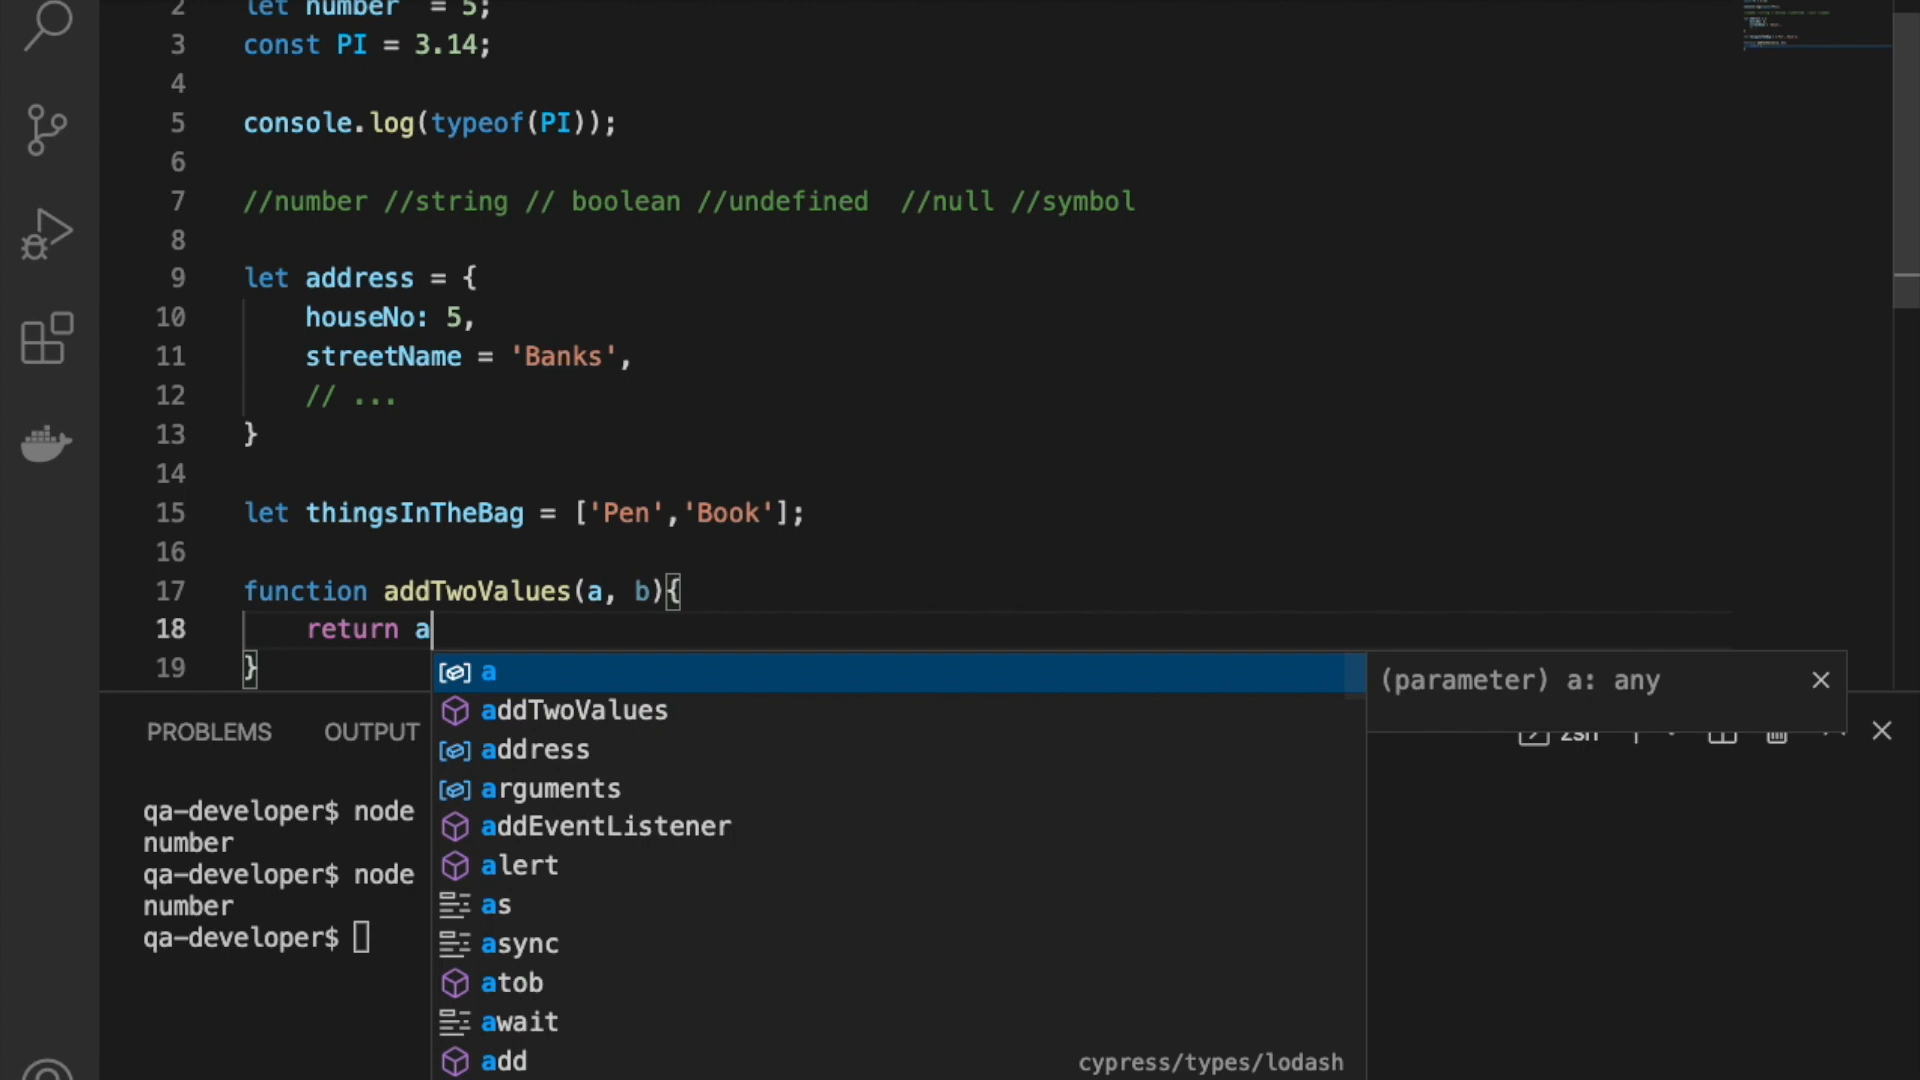 2 let number = 5;
3 const PI = 3.14;
4
5 console.log(typeof(PI));
6
7 //number //string // boolean //undefined //null //symbol
8
9 let address = {
10 houseNo: 5,
11 streetName = 'Banks',
12 // ...
13 }
14
15 let thingsInTheBag = ['Pen','Book'];
16
17 function addTwoValues(a, b){
18 return a
19 }
a
(parameter) a: any
addTwoValues
address
arguments
addEventListener
alert
as
async
atob
await
add cypress/types/lodash
PROBLEMS OUTPUT
zsh
qa-developer$ node
number
qa-developer$ node
number
qa-developer$